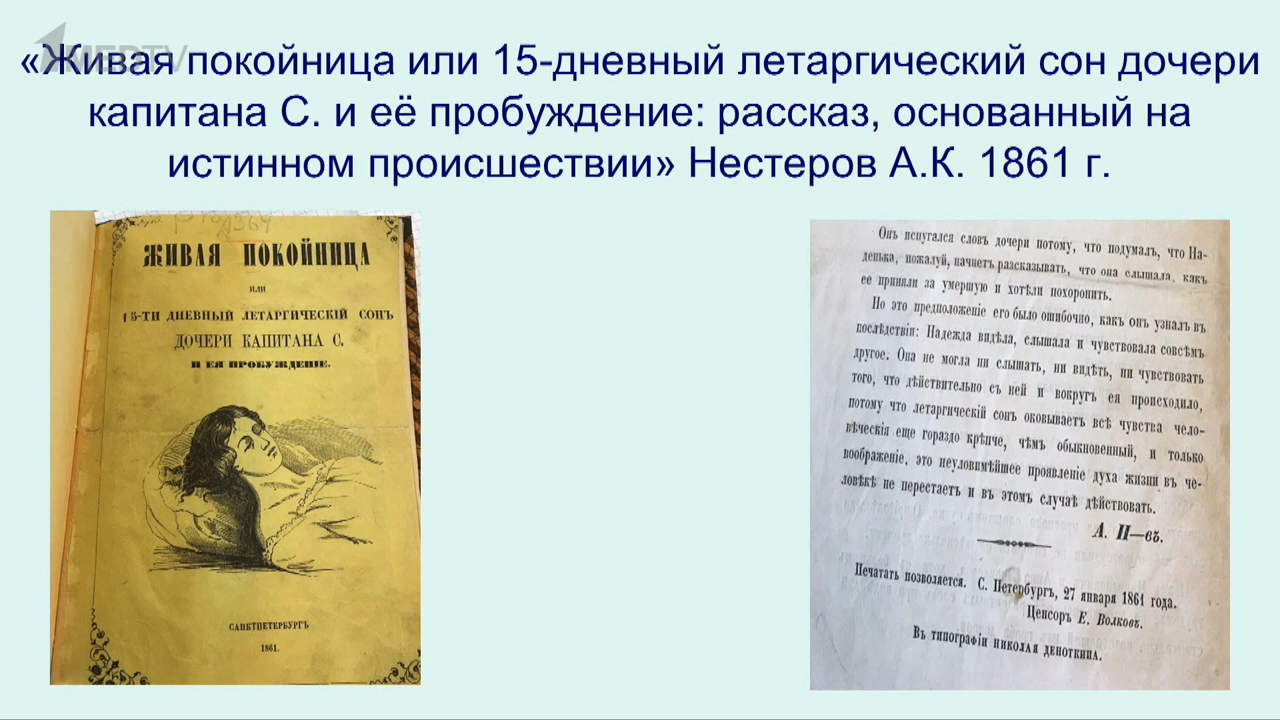 1MEDTV
«Живая покойница или 15-дневный летаргический сон дочери
капитана С. и её пробуждение: рассказ, основанный на
истинном происшествии» Нестеров А.К. 1861 г.
ЖИВАЯ ПОКОЙНИЦА
ИЛИ
15-ТИ ДНЕВНЫЙ ЛЕТАРГИЧЕСКІЙ СОНЪ
ДОЧЕРИ КАПИТАНА С.
И ЕЯ ПРОБУЖДЕНІЕ.
САНКТПЕТЕРБУРГЪ
1861.
Онъ испугался словъ дочери потому, что подумалъ, что На-
денька, пожалуй, начнетъ разсказывать, что она слышала, какъ
ее приняли за умершую и хотѣли похоронить.
Но это предположеніе его было ошибочно, какъ онъ узналъ въ
послѣдствіи: Надежда видѣла, слышала и чувствовала совсѣмъ
другое. Она не могла ни слышать, ни видѣть, ни чувствовать
того, что дѣйствительно съ ней и вокругъ ея происходило,
потому что летаргическій сонъ оковываетъ всѣ чувства чело-
вѣческія еще гораздо крѣпче, чѣмъ обыкновенный, и только
воображеніе, это неуловимѣйшее проявленіе духа жизни въ че-
ловѣкѣ не перестаетъ и въ этомъ случаѣ дѣйствовать.
А. Н—въ.
Печатать позволяется. С. Петербургъ, 27 января 1861 года.
Ценсоръ Е. Волковъ.
Въ типографіи НИКОЛАЯ ДЕНОТКИНА.